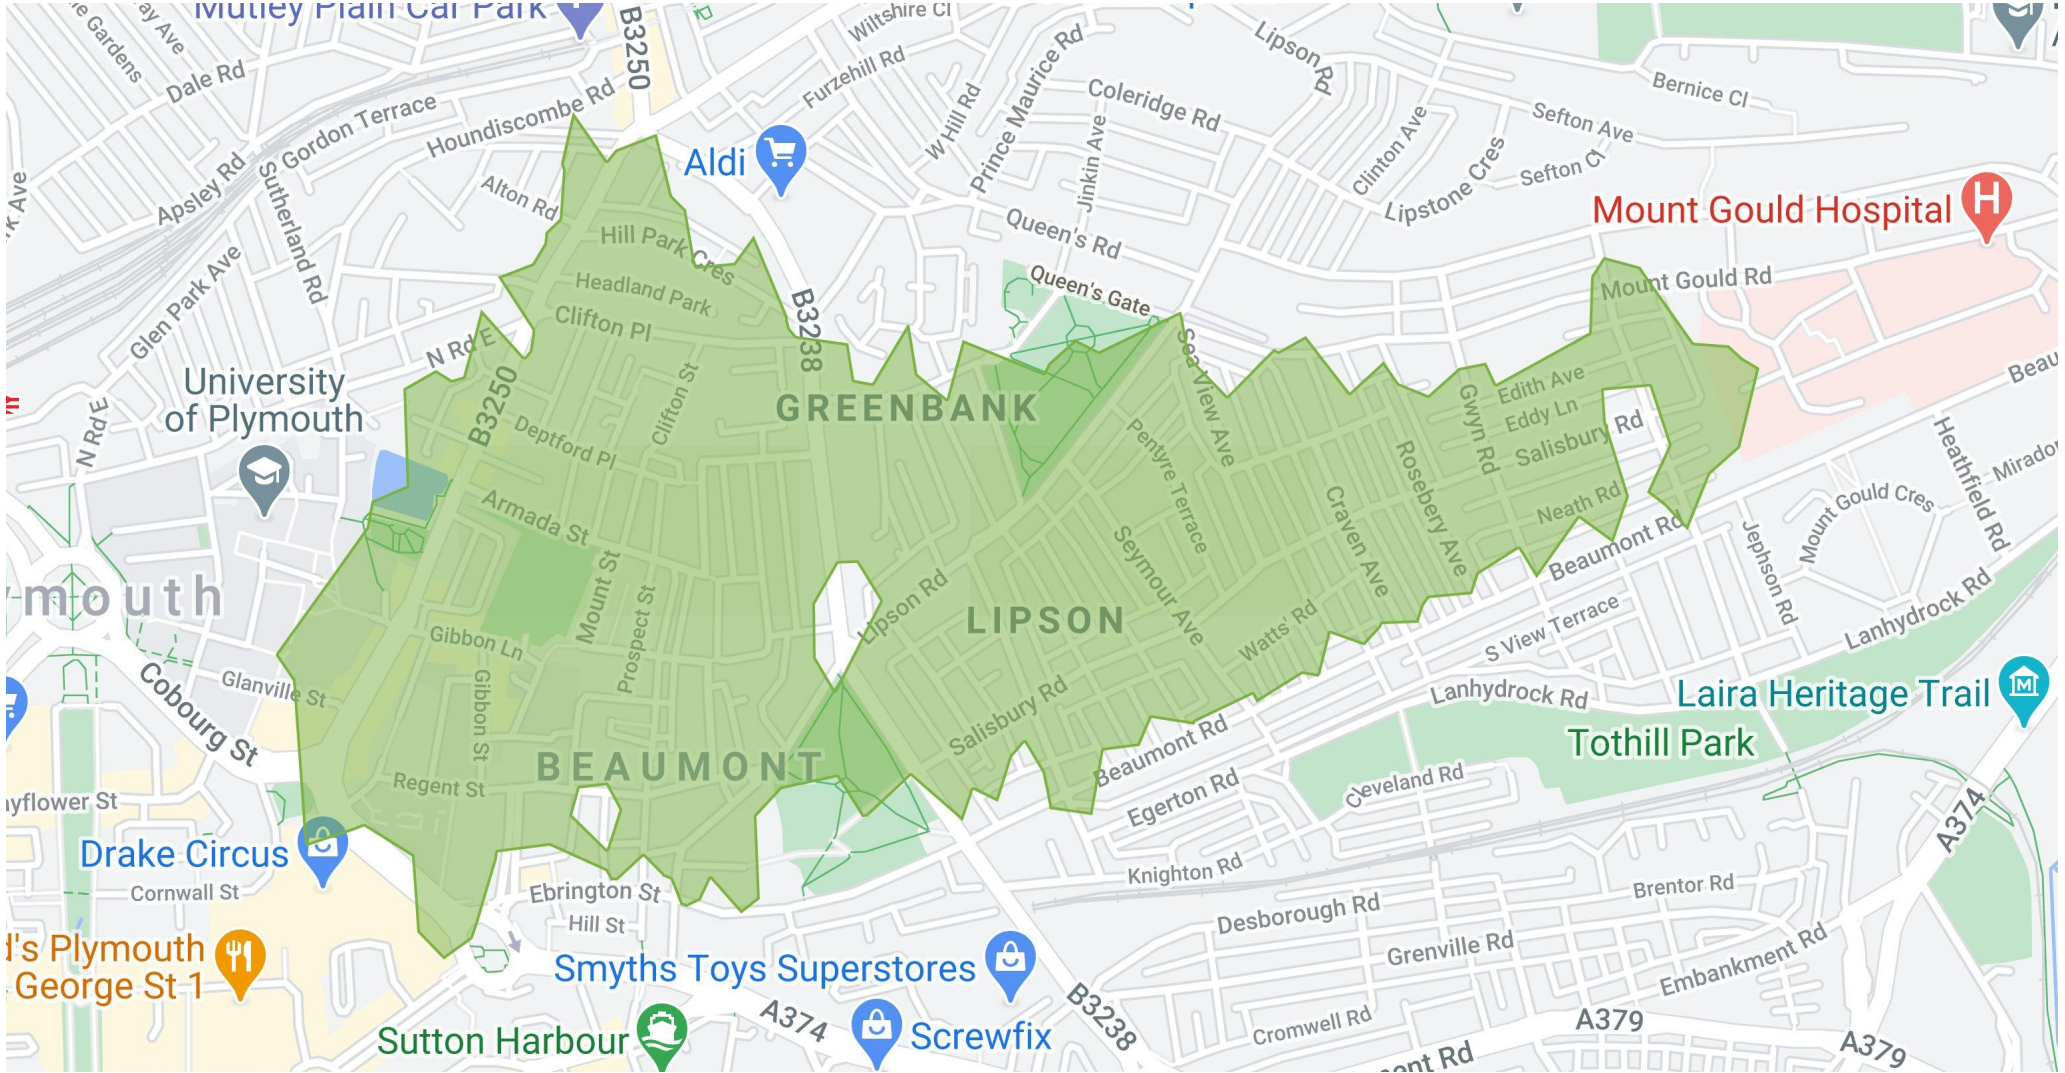 Mutley Plain Car Park
B3250
Wiltshire Cl
Gardens
Dale Rd
Furzehill Rd
Prince Maurice Rd
Lipson Rd
Bernice Cl
Gordon Terrace
Houndiscombe Rd
Coleridge Rd
Sefton Ave
W Hill Rd
Jinkin Ave
Clinton Ave
Lipstone Cres
Sefton Cl
Aldi
Apsley Rd
Sutherland Rd
Alton Rd
Mount Gould Hospital
Queen's Rd
Hill Park Cres
Queen's Gate
Mount Gould Rd
Glen Park Ave
Headland Park
B3238
Clifton Pl
N Rd E
Sea View Ave
University
of Plymouth
B3250
Clifton St
GREENBANK
Edith Ave
Eddy Ln
Salisbury Rd
Gwyn Rd
Rosebery Ave
N Rd E
Deptford Pl
Pentyre Terrace
Heathfield Rd
Armada St
Craven Ave
Neath Rd
Mount Gould Cres
Seymour Ave
Beaumont Rd
Jephson Rd
Mount St
Prospect St
Lipson Rd
LIPSON
Watts' Rd
S View Terrace
Lanhydrock Rd
Gibbon Ln
Gibbon St
Glanville St
Cobourg St
Salisbury Rd
Lanhydrock Rd
Laira Heritage Trail
Beaumont Rd
Tothill Park
BEAUMONT
Regent St
Egerton Rd
Cleveland Rd
A374
Drake Circus
Cornwall St
Ebrington St
Hill St
Knighton Rd
Brentor Rd
Desborough Rd
Grenville Rd
Embankment Rd
's Plymouth
George St 1
Smyths Toys Superstores
B3238
A374
Sutton Harbour
Screwfix
Cromwell Rd
A379
A379